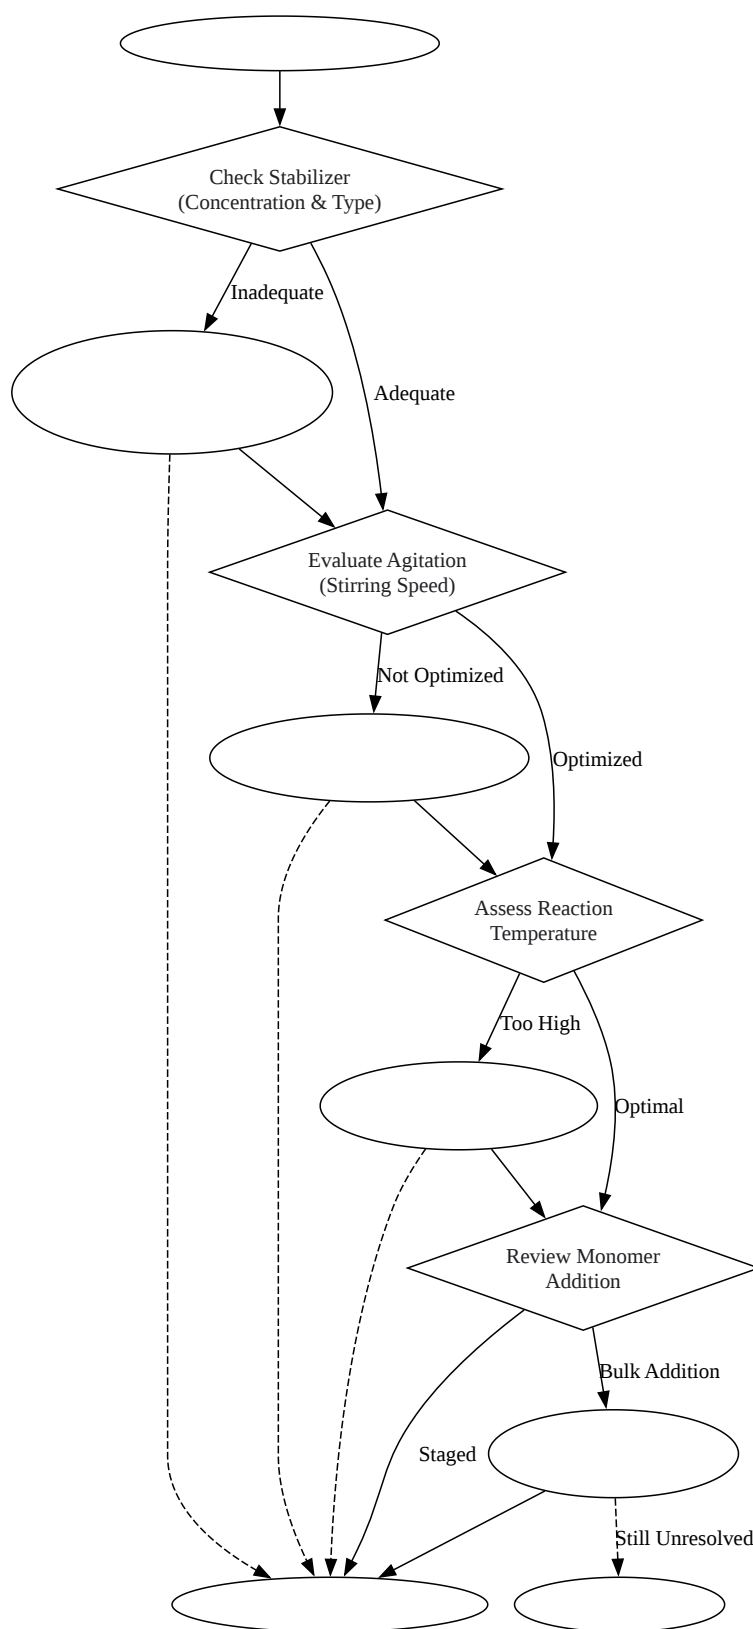 Check Stabilizer
(Concentration & Type)
Inadequate
Adequate
Evaluate Agitation
(Stirring Speed)
Not Optimized
Optimized
Assess Reaction
Temperature
Too High
Optimal
Review Monomer
Addition
Bulk Addition
Staged
Still Unresolved